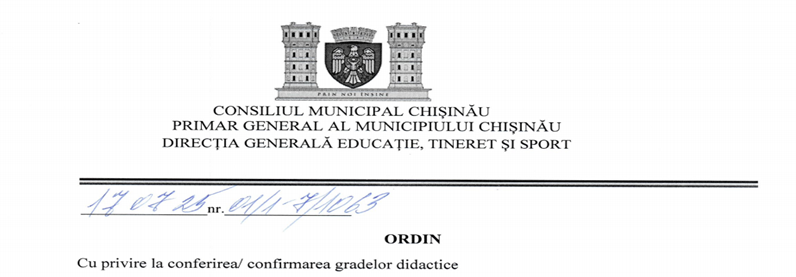 PRIN NOI ÎNȘINE
CONSILIUL MUNICIPAL CHIȘINĂU
PRIMAR GENERAL AL MUNICIPIULUI CHIȘINĂU
DIRECȚIA GENERALĂ EDUCAȚIE, TINERET ȘI SPORT
17 07 25 nr. 01/1-7/1063
ORDIN
Cu privire la conferirea/ confirmarea gradelor didactice